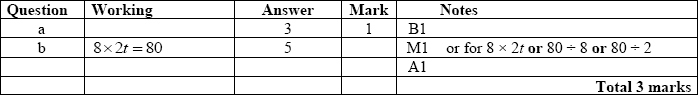 Question Working Answer Mark Notes
a 3 1 B1
b 8×2t = 80 5 M1 or for 8 × 2t or 80 ÷ 8 or 80 ÷ 2
A1
Total 3 marks